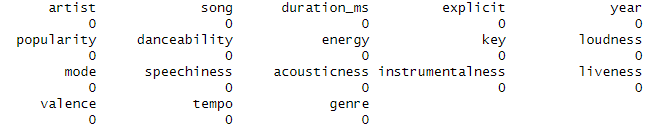 artist song duration_ms explicit year
0 0 0 0 0
popularity danceability energy key loudness
0 0 0 0 0
mode speechiness acousticness instrumentalness liveness
0 0 0 0 0
valence tempo genre
0 0 0